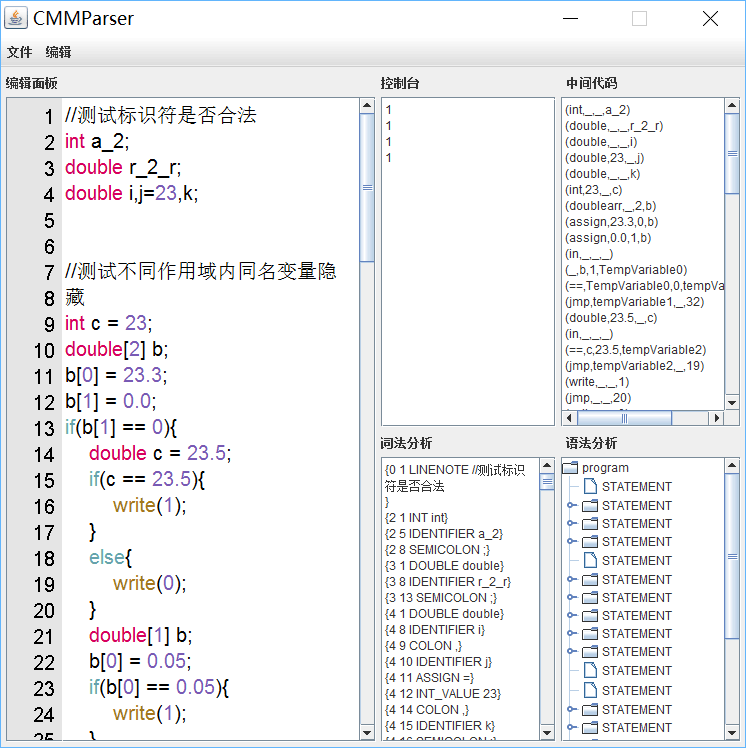 CMMParser
文件 编辑
编辑面板
1 //测试标识符是否合法
2 int a_2;
3 double r_2_r;
4 double i,j=23,k;
5
6
7 //测试不同作用域内同名变量隐
8 藏
9 int c = 23;
10 double[2] b;
11 b[0] = 23.3;
12 b[1] = 0.0;
13 if(b[1] == 0){
14 double c = 23.5;
15 if(c == 23.5){
16 write(1);
17 }
18 else{
19 write(0);
20 }
21 double[1] b;
22 b[0] = 0.05;
23 if(b[0] == 0.05){
24 write(1);
25 }
控制台
1
1
1
1
中间代码
(int,_,_,a_2)
(double,_,_,r_2_r)
(double,_,_,i)
(double,23,_,j)
(double,_,_,k)
(int,23,_,c)
(doublearr,_,2,b)
(assign,23.3,0,b)
(assign,0.0,1,b)
(in,_,_,_)
(_,b,1,TempVariable0)
(==,TempVariable0,0,tempVa
(jmp,tempVariable1,_,32)
(double,23.5,_,c)
(in,_,_,_)
(==,c,23.5,tempVariable2)
(jmp,tempVariable2,_,19)
(write,_,_,1)
(jmp,_,_,20)
词法分析
{0 1 LINENOTE //测试标识
符是否合法
}
{2 1 INT int}
{2 5 IDENTIFIER a_2}
{2 8 SEMICOLON ;}
{3 1 DOUBLE double}
{3 8 IDENTIFIER r_2_r}
{3 13 SEMICOLON ;}
{4 1 DOUBLE double}
{4 8 IDENTIFIER i}
{4 9 COLON ,}
{4 10 IDENTIFIER j}
{4 11 ASSIGN =}
{4 12 INT_VALUE 23}
{4 14 COLON ,}
{4 15 IDENTIFIER k}
{4 16 SEMICOLON ;}
语法分析
program
STATEMENT
STATEMENT
STATEMENT
STATEMENT
STATEMENT
STATEMENT
STATEMENT
STATEMENT
STATEMENT
STATEMENT
STATEMENT
STATEMENT
STATEMENT
STATEMENT